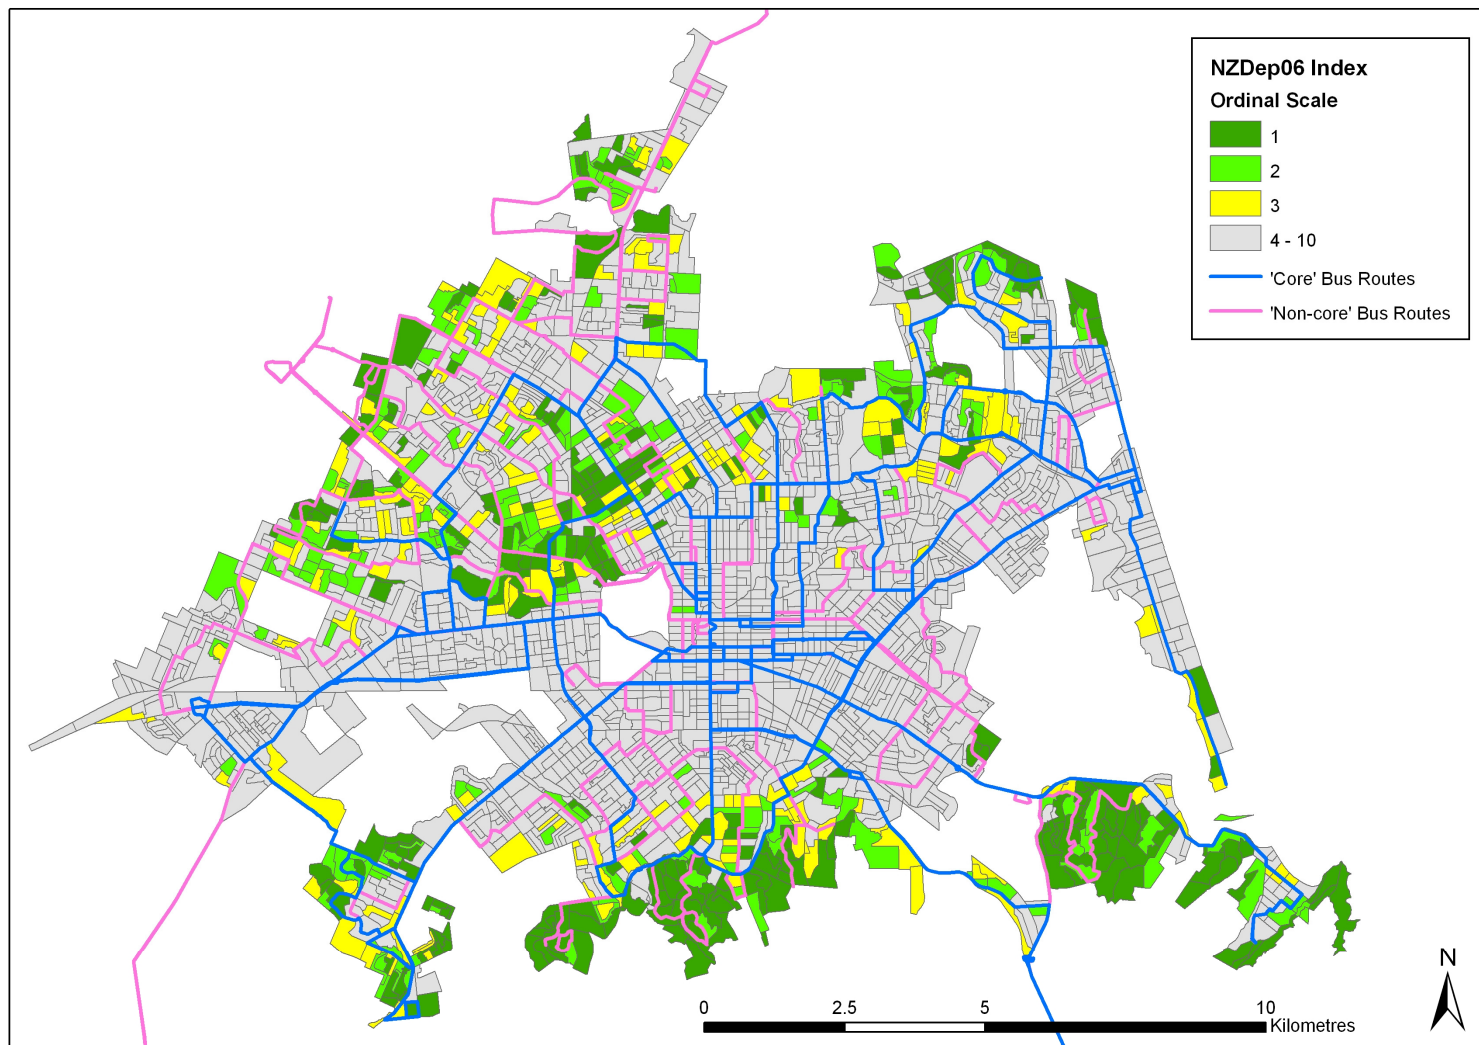 NZDep06 Index
Ordinal Scale
1
2
3
4 - 10
'Core' Bus Routes
'Non-core' Bus Routes
N
0 2.5 5 10
Kilometres